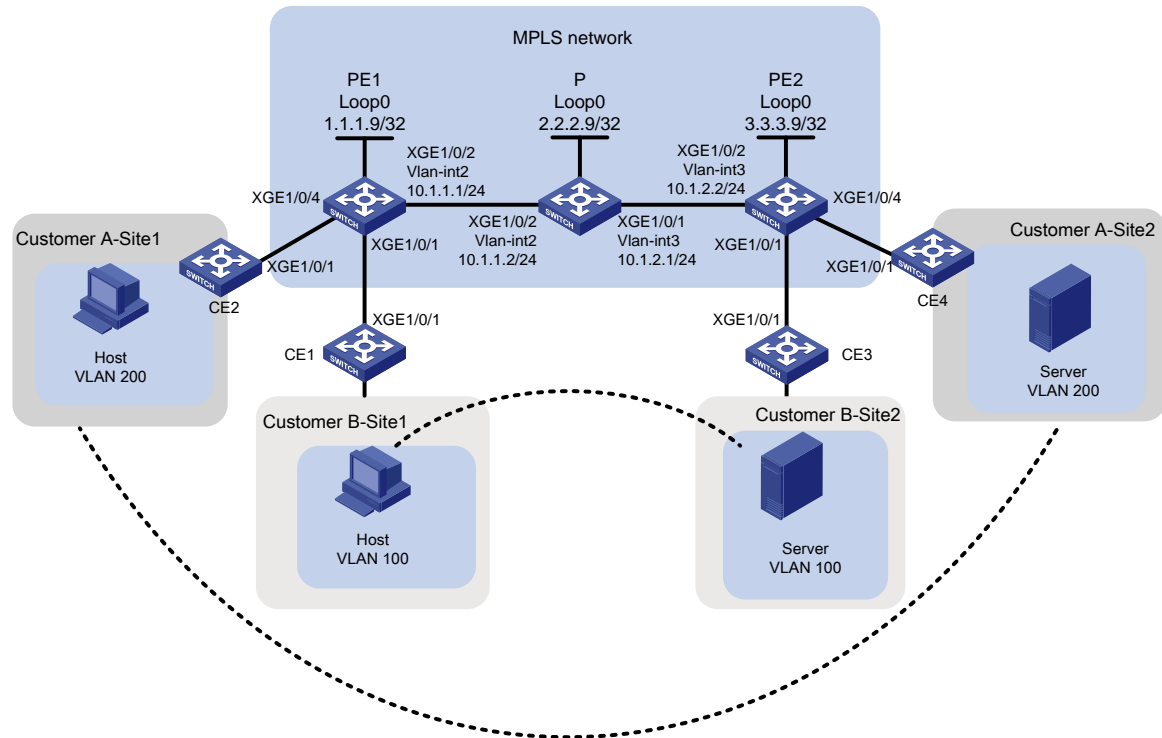 MPLS network
PE1
Loop0
1.1.1.9/32
P
Loop0
2.2.2.9/32
PE2
Loop0
3.3.3.9/32
XGE1/0/2
Vlan-int2
10.1.1.1/24
XGE1/0/2
Vlan-int3
10.1.2.2/24
XGE1/0/4
SWITCH
XGE1/0/1
XGE1/0/2
Vlan-int2
10.1.1.2/24
SWITCH
XGE1/0/1
Vlan-int3
10.1.2.1/24
SWITCH
XGE1/0/4
XGE1/0/1
Customer A-Site1
SWITCH
XGE1/0/1
CE2
Host
VLAN 200
XGE1/0/1
SWITCH
CE1
XGE1/0/1
SWITCH
CE3
XGE1/0/1
SWITCH
CE4
Customer A-Site2
Server
VLAN 200
Customer B-Site1
Host
VLAN 100
Customer B-Site2
Server
VLAN 100